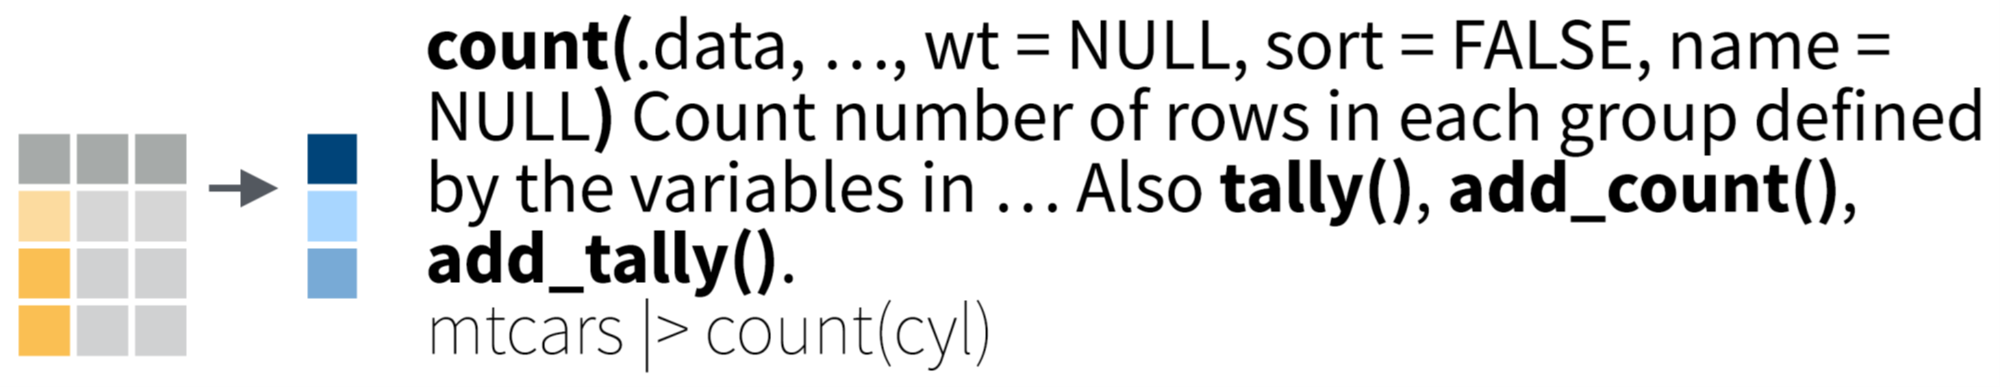 count(.data, …, wt = NULL, sort = FALSE, name =
NULL) Count number of rows in each group defined
by the variables in … Also tally(), add_count(),
add_tally().
mtcars |> count(cyl)